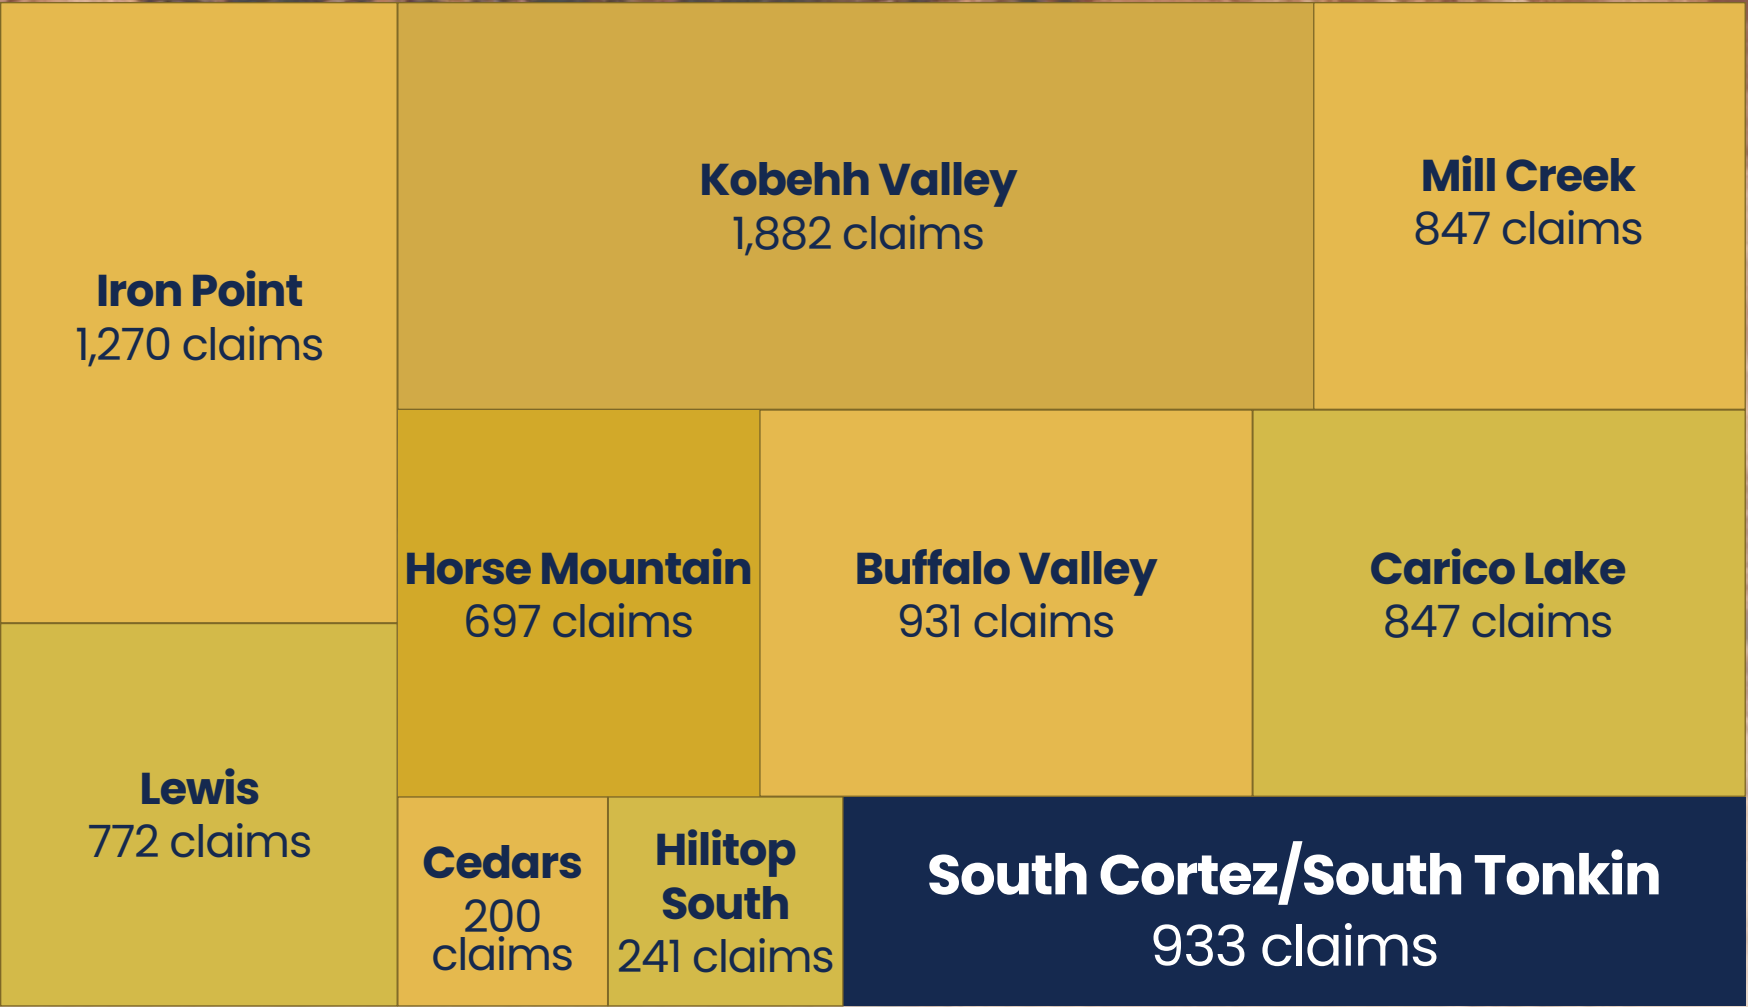 Iron Point
1,270 claims
Kobehh Valley
1,882 claims
Mill Creek
847 claims
Horse Mountain
697 claims
Buffalo Valley
931 claims
Carico Lake
847 claims
Lewis
772 claims
Cedars
200
claims
Hilitop
South
241 claims
South Cortez/South Tonkin
933 claims